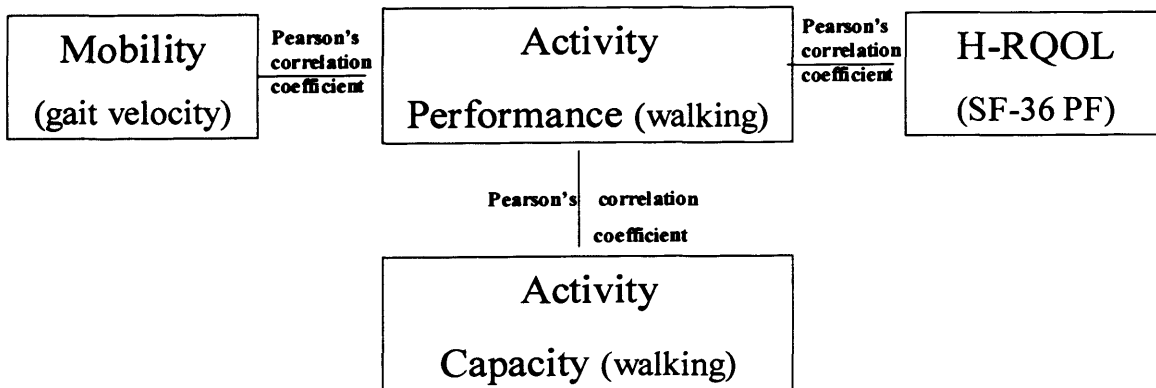 Mobility
(gait velocity)
Pearson's
correlation
coefficient
Activity
Performance (walking)
Pearson's
correlation
coefficient
H-RQOL
(SF-36 PF)
Pearson's correlation
coefficient
Activity
Capacity (walking)